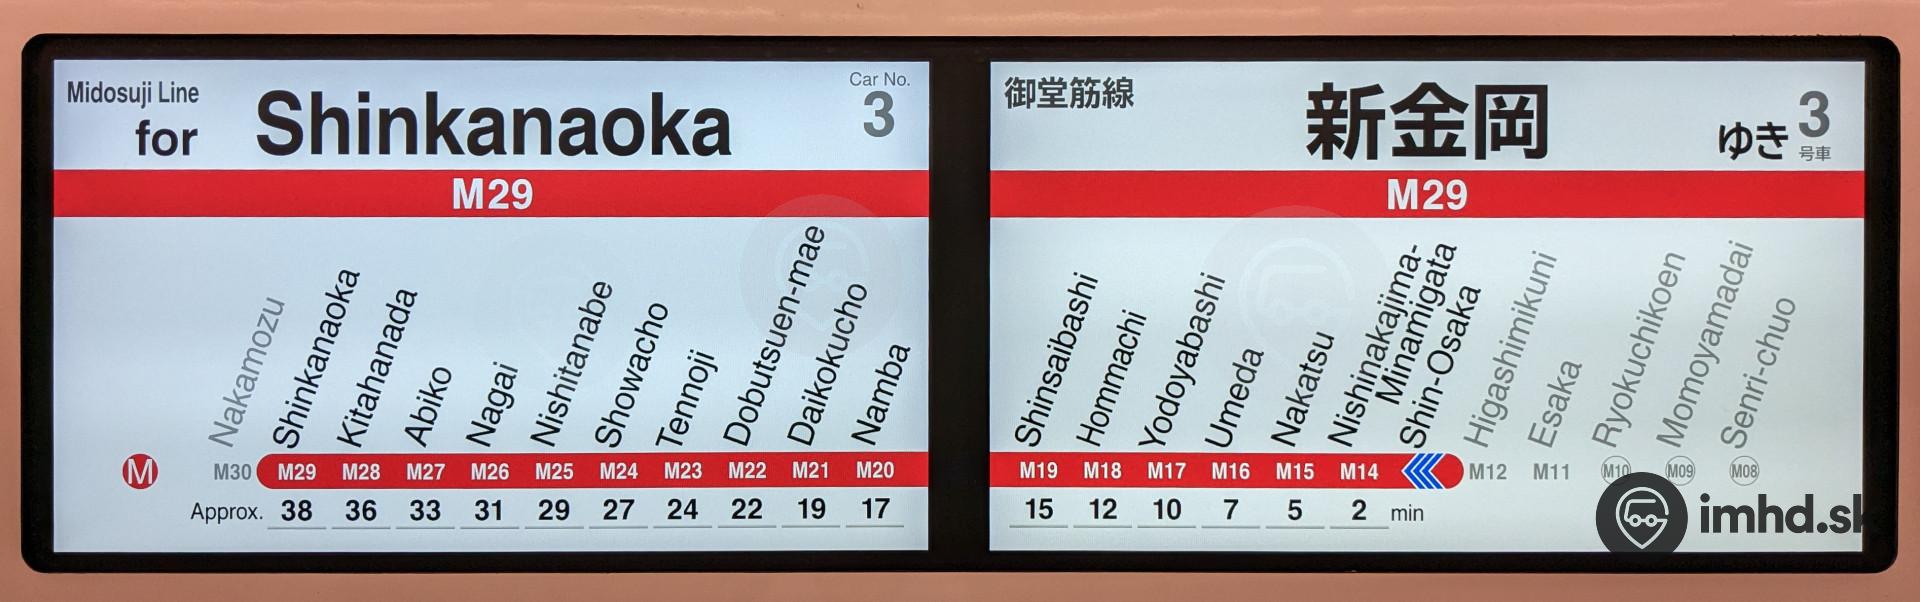 Midosuji Line
for Shinkanaoka
Car No.
3
M29
Nakamozu
Shinkanaoka
Kitahanada
Abiko
Nagai
Nishitanabe
Showacho
Tennoji
Dobutsuen-mae
Daikokucho
Namba
M M30 M29 M28 M27 M26 M25 M24 M23 M22 M21 M20
Approx. 38 36 33 31 29 27 24 22 19 17
御堂筋線
新金岡 ゆき
3
号車
M29
Shinsaibashi
Hommachi
Yodoyabashi
Umeda
Nakatsu
Nishinakajima-
Minamigata
Shin-Osaka
Higashimikuni
Esaka
Ryokuchikoen
Momoyamadai
Senri-chuo
M19 M18 M17 M16 M15 M14 M12 M11 M10 M09 M08
15 12 10 7 5 2 min
imhd.sk